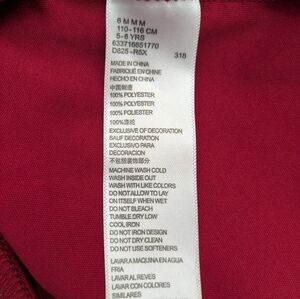 6 M M M
110-116 CM
5-6 YRS
633716651770
D825-R5X
318
MADE IN CHINA
FABRIQUÉ EN CHINE
HECHO EN CHINA
中国制造
100% POLYESTER
100% POLYESTER
100% POLYESTER
100%涤纶
EXCLUSIVE OF DECORATION
SAUF DECORATION
EXCLUSIVO PARA
DECORACION
不包括装饰部分
MACHINE WASH COLD
WASH INSIDE OUT
WASH WITH LIKE COLORS
DO NOT ALLOW TO LAY
ON ITSELF WHEN WET
DO NOT BLEACH
TUMBLE DRY LOW
COOL IRON
DO NOT IRON DESIGN
DO NOT DRY CLEAN
DO NOT USE SOFTENERS
LAVAR A MAQUINA EN AGUA
FRIA
LAVAR AL REVES
LAVAR CON COLORES
SIMILARES